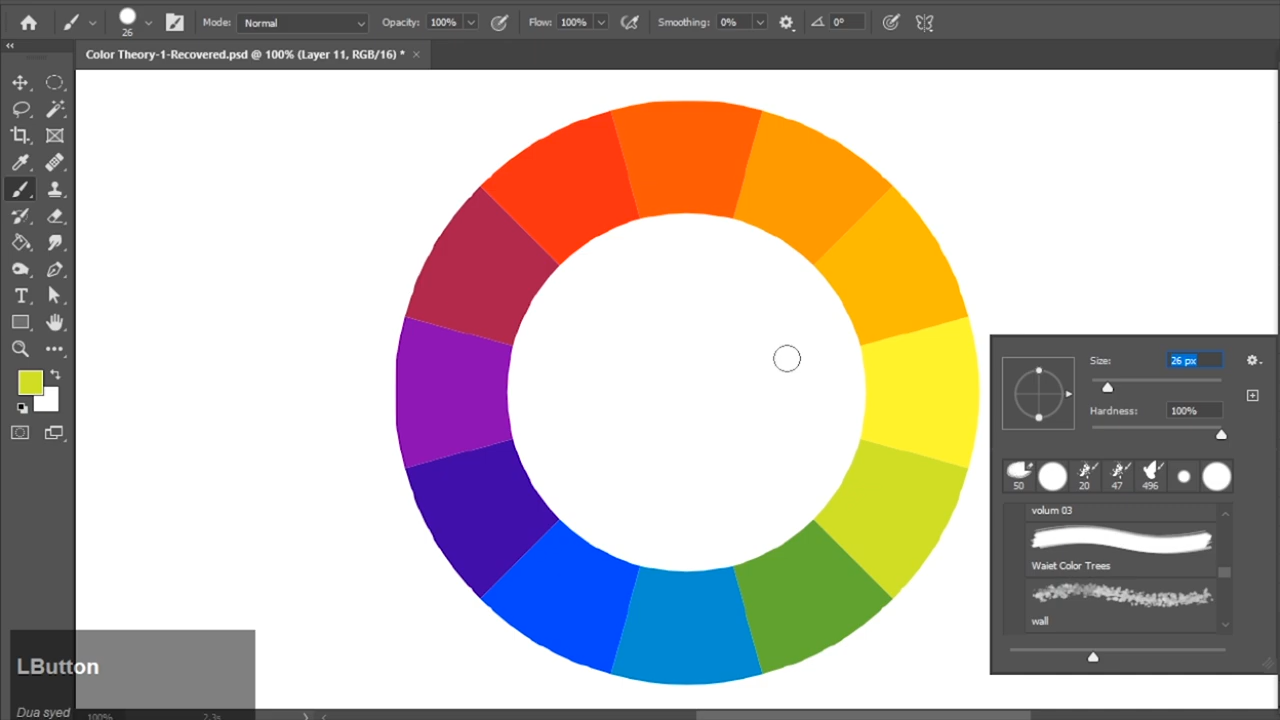 26
Mode: Normal
Opacity: 100%
Flow: 100%
Smoothing: 0%
0°
Color Theory-1-Recovered.psd @ 100% (Layer 11, RGB/16) *
Size: 26 px
Hardness: 100%
50 20 47 496
volum 03
Waiet Color Trees
wall
LButton
Dua syed
100%
2.3s